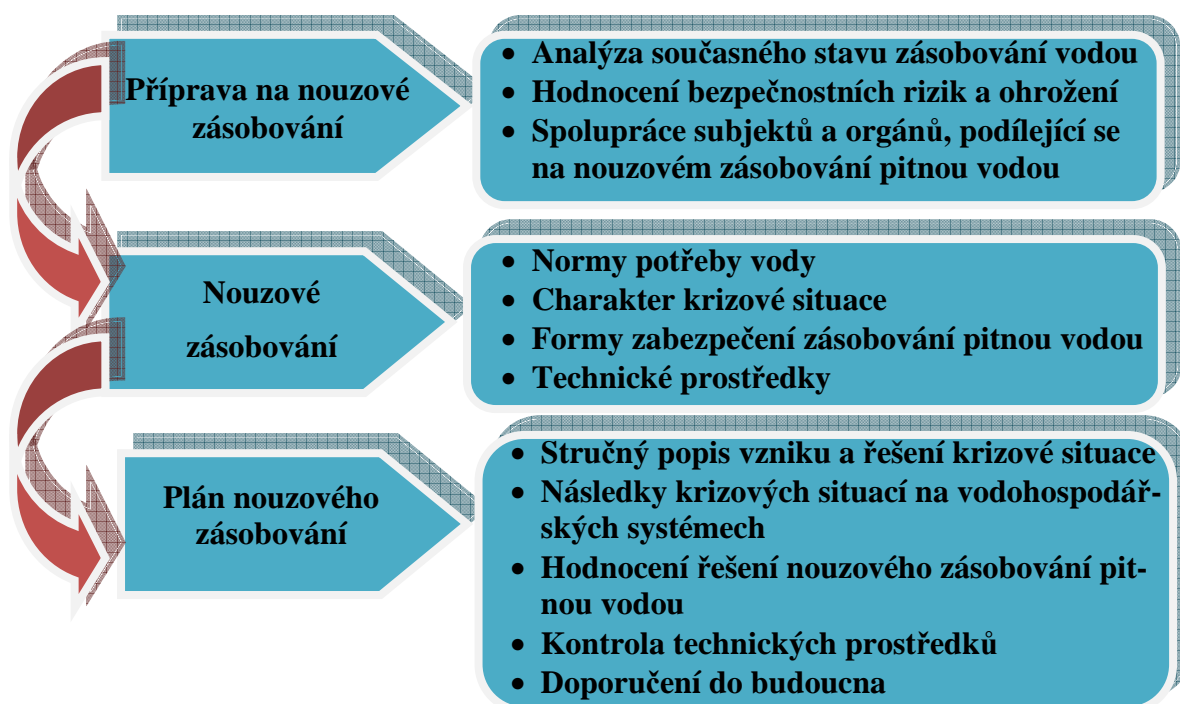 Příprava na nouzové
zásobování
• Analýza současného stavu zásobování vodou
• Hodnocení bezpečnostních rizik a ohrožení
• Spolupráce subjektů a orgánů, podílející se
na nouzovém zásobování pitnou vodou
Nouzové
zásobování
• Normy potřeby vody
• Charakter krizové situace
• Formy zabezpečení zásobování pitnou vodou
• Technické prostředky
Plán nouzového
zásobování
• Stručný popis vzniku a řešení krizové situace
• Následky krizových situací na vodohospodář-
ských systémech
• Hodnocení řešení nouzového zásobování pit-
nou vodou
• Kontrola technických prostředků
• Doporučení do budoucna